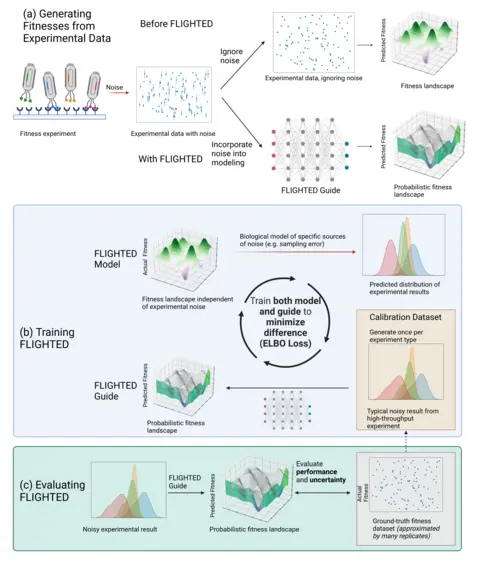 (a) Generating
Fitnesses from
Experimental Data
Before FLIGHTED
Ignore
noise
Noise
Fitness experiment
Experimental data with noise
Experimental data, ignoring noise
Predicted Fitness
Fitness landscape
With FLIGHTED
Incorporate
noise into
modeling
FLIGHTED Guide
Predicted Fitness
Probabilistic fitness
landscape
(b) Training
FLIGHTED
FLIGHTED
Model
Actual Fitness
Fitness landscape independent
of experimental noise
Biological model of specific sources
of noise (e.g. sampling error)
Predicted distribution of
experimental results
Train both model
and guide to
minimize
difference
(ELBO Loss)
Calibration Dataset
Generate once per
experiment type
Typical noisy result from
high-throughput
experiment
FLIGHTED
Guide
Predicted Fitness
Probabilistic fitness
landscape
(c) Evaluating
FLIGHTED
Noisy experimental result
FLIGHTED
Guide
Predicted Fitness
Probabilistic fitness landscape
Evaluate
performance
and uncertainty
Actual
Fitness
Ground-truth fitness
dataset (approximated
by many replicates)